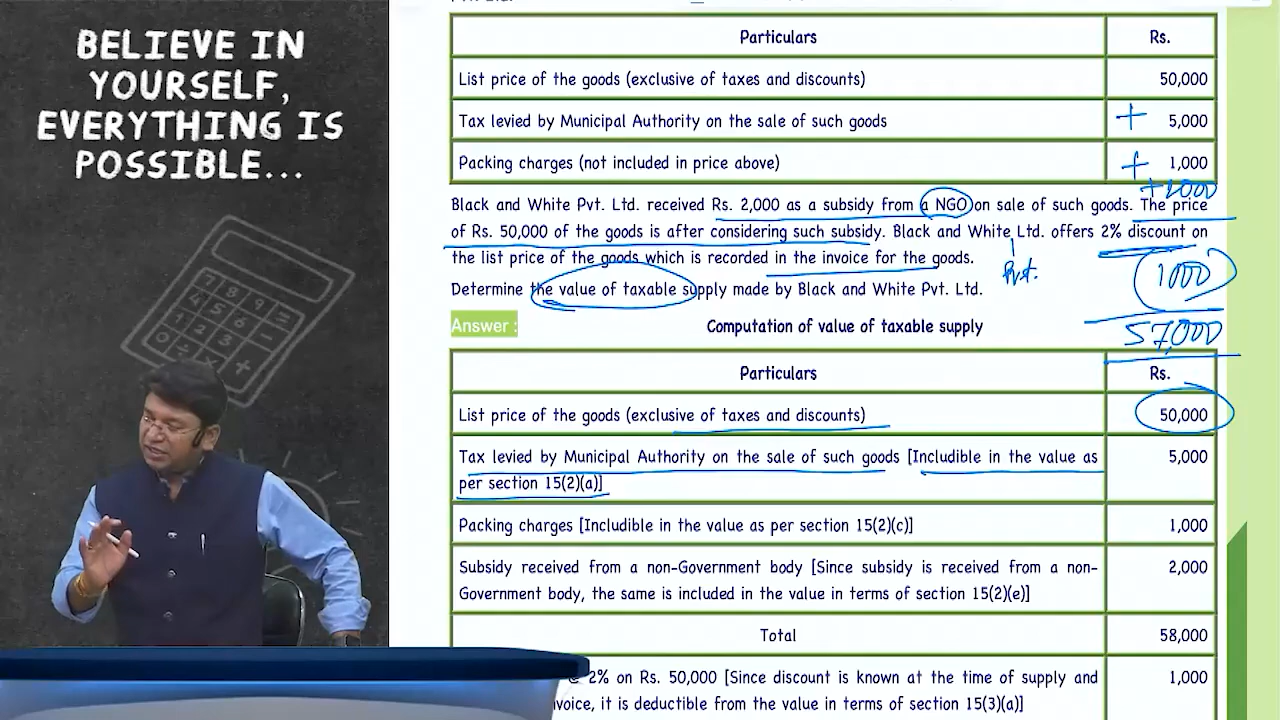 BELIEVE IN
YOURSELF,
EVERYTHING IS
POSSIBLE...
7 8 9
Particulars Rs.
List price of the goods (exclusive of taxes and discounts) 50,000
Tax levied by Municipal Authority on the sale of such goods + 5,000
Packing charges (not included in price above) + 1,000
+2000
Black and White Pvt. Ltd. received Rs. 2,000 as a subsidy from a NGO on sale of such goods. The price
of Rs. 50,000 of the goods is after considering such subsidy. Black and White Ltd. offers 2% discount on
the list price of the goods which is recorded in the invoice for the goods.
Pvt.
1000
Determine the value of taxable supply made by Black and White Pvt. Ltd.
57,000
Answer : Computation of value of taxable supply
Particulars Rs.
List price of the goods (exclusive of taxes and discounts) 50,000
Tax levied by Municipal Authority on the sale of such goods [Includible in the value as 5,000
per section 15(2)(a)]
Packing charges [Includible in the value as per section 15(2)(c)] 1,000
Subsidy received from a non-Government body [Since subsidy is received from a non- 2,000
Government body, the same is included in the value in terms of section 15(2)(e)]
Total 58,000
2% on Rs. 50,000 [Since discount is known at the time of supply and 1,000
it is deductible from the value in terms of section 15(3)(a)]